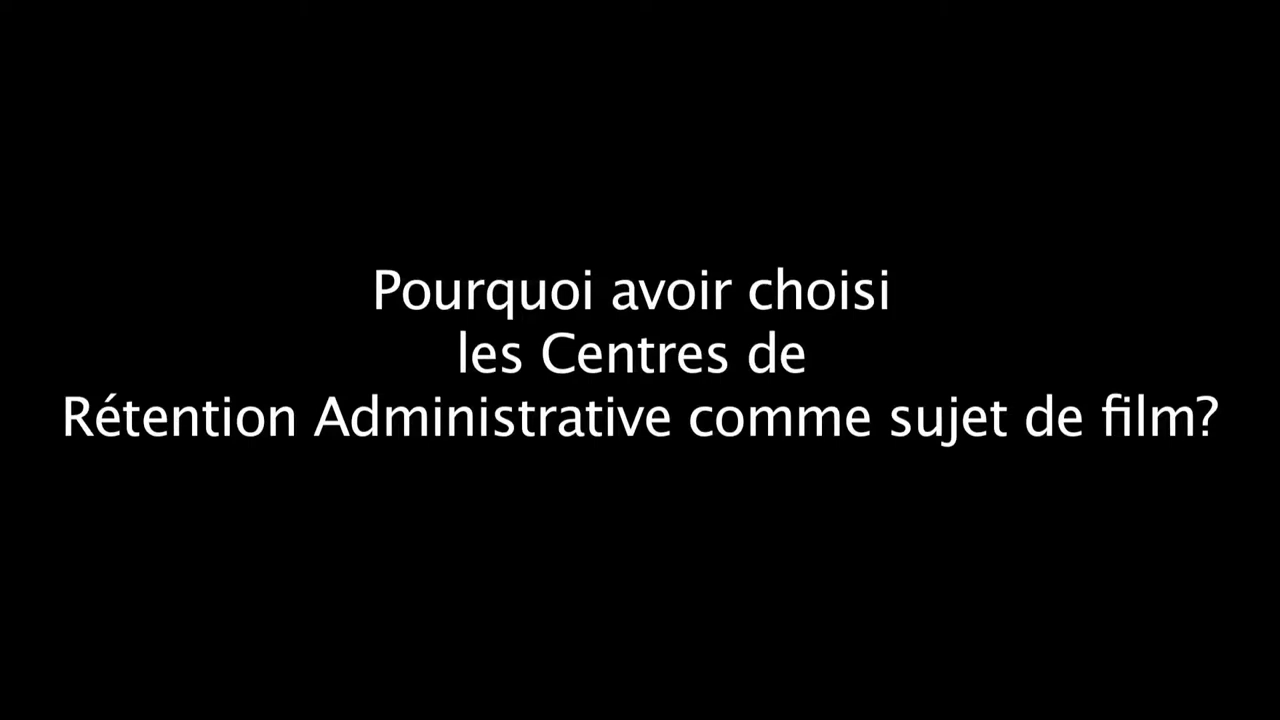 Pourquoi avoir choisi
les Centres de
Rétention Administrative comme sujet de film?